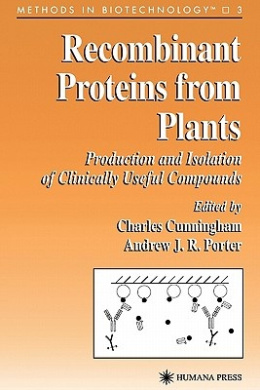 METHODS IN BIOTECHNOLOGY™ □ 3
Recombinant
Proteins from
Plants
Production and Isolation
of Clinically Useful Compounds
Edited by
Charles Cunningham
Andrew J. R. Porter
HUMANA PRESS